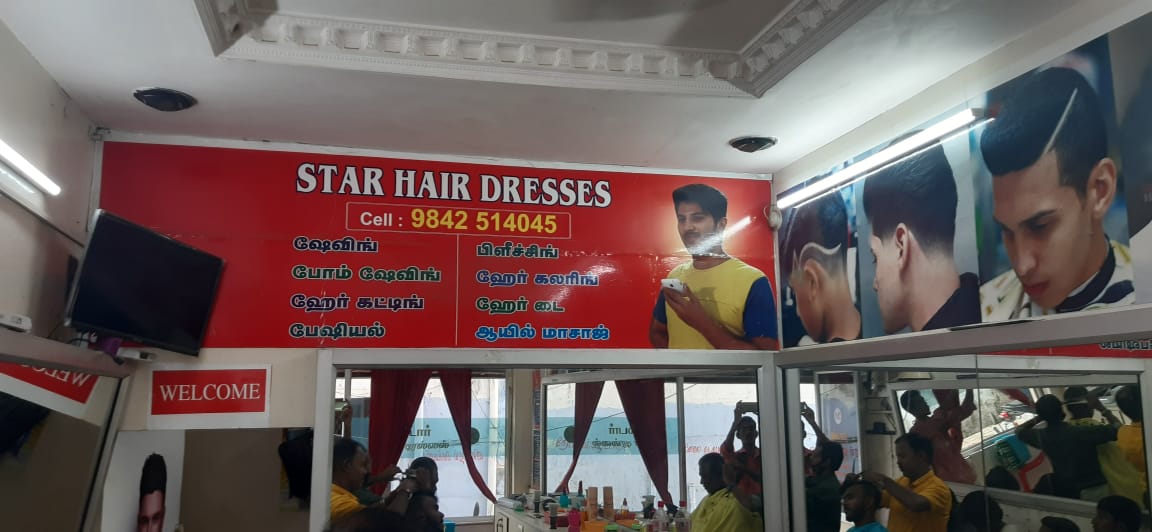 STAR HAIR DRESSES
Cell : 9842 514045
ஷேவிங்
போம் ஷேவிங்
ஹேர் கட்டிங்
பேஷியல்
பிளீச்சிங்
ஹேர் கலரிங்
ஹேர் டை
ஆயில் மாசாஜ்
WELCOME